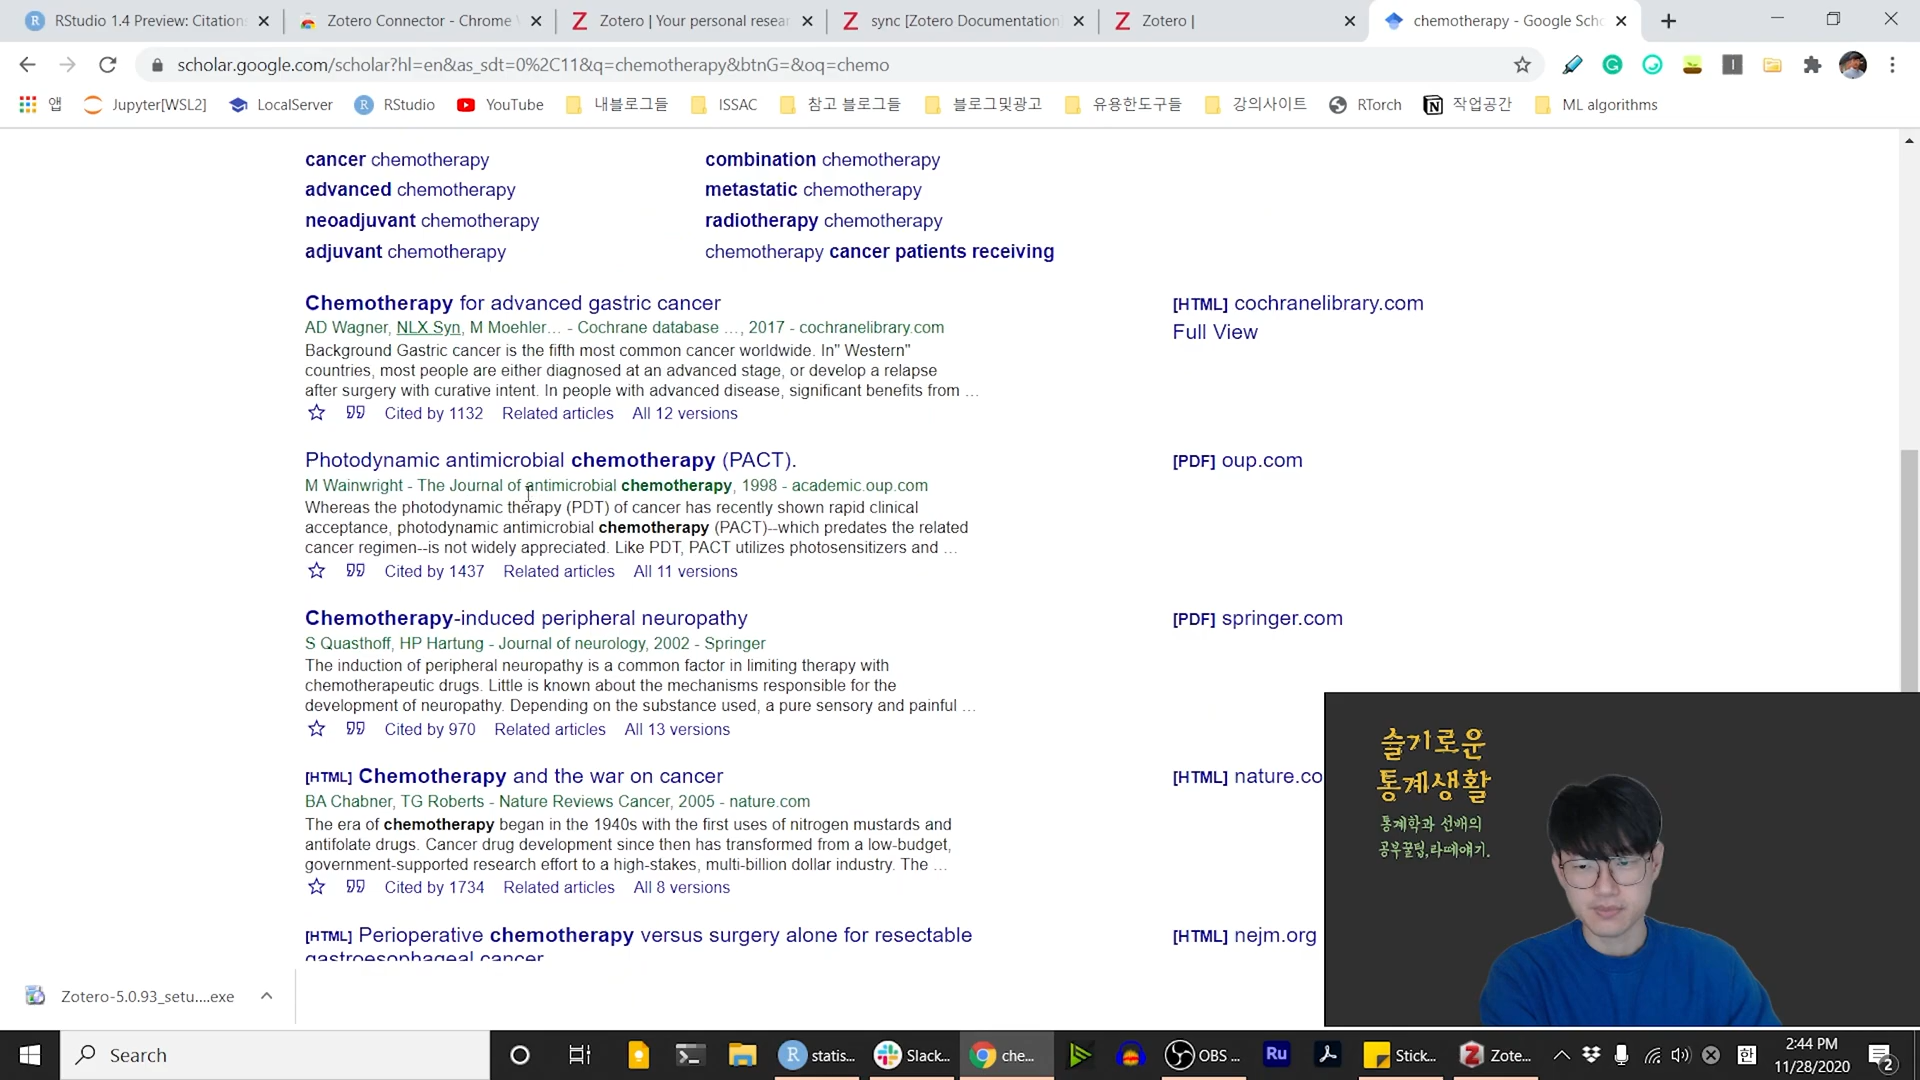 RStudio 1.4 Preview: Citation
Zotero Connector - Chrome
Zotero | Your personal resea
sync [Zotero Documentation
Zotero |
chemotherapy - Google Sch
scholar.google.com/scholar?hl=en&as_sdt=0%2C11&q=chemotherapy&btnG=&oq=chemo
앱 Jupyter[WSL2] LocalServer RStudio YouTube 내블로그들 ISSAC 참고 블로그들 블로그및광고 유용한도구들 강의사이트 RTorch 작업공간 ML algorithms
cancer chemotherapy
combination chemotherapy
advanced chemotherapy
metastatic chemotherapy
neoadjuvant chemotherapy
radiotherapy chemotherapy
adjuvant chemotherapy
chemotherapy cancer patients receiving
Chemotherapy for advanced gastric cancer
[HTML] cochranelibrary.com
AD Wagner, NLX Syn, M Moehler… - Cochrane database …, 2017 - cochranelibrary.com
Full View
Background Gastric cancer is the fifth most common cancer worldwide. In" Western"
countries, most people are either diagnosed at an advanced stage, or develop a relapse
after surgery with curative intent. In people with advanced disease, significant benefits from …
Cited by 1132 Related articles All 12 versions
Photodynamic antimicrobial chemotherapy (PACT).
[PDF] oup.com
M Wainwright - The Journal of antimicrobial chemotherapy, 1998 - academic.oup.com
Whereas the photodynamic therapy (PDT) of cancer has recently shown rapid clinical
acceptance, photodynamic antimicrobial chemotherapy (PACT)--which predates the related
cancer regimen--is not widely appreciated. Like PDT, PACT utilizes photosensitizers and …
Cited by 1437 Related articles All 11 versions
Chemotherapy-induced peripheral neuropathy
[PDF] springer.com
S Quasthoff, HP Hartung - Journal of neurology, 2002 - Springer
The induction of peripheral neuropathy is a common factor in limiting therapy with
chemotherapeutic drugs. Little is known about the mechanisms responsible for the
development of neuropathy. Depending on the substance used, a pure sensory and painful …
Cited by 970 Related articles All 13 versions
[HTML] Chemotherapy and the war on cancer
[HTML] nature.co
BA Chabner, TG Roberts - Nature Reviews Cancer, 2005 - nature.com
The era of chemotherapy began in the 1940s with the first uses of nitrogen mustards and
antifolate drugs. Cancer drug development since then has transformed from a low-budget,
government-supported research effort to a high-stakes, multi-billion dollar industry. The …
Cited by 1734 Related articles All 8 versions
[HTML] Perioperative chemotherapy versus surgery alone for resectable
gastroesophageal cancer
[HTML] nejm.org
슬기로운
통계생활
통계학과 선배의
공부꿀팁,라떼얘기.
Zotero-5.0.93_setu....exe
Search
statis...
Slack...
che...
OBS ...
Ru
Stick...
Zote...
한
2:44 PM
11/28/2020
2